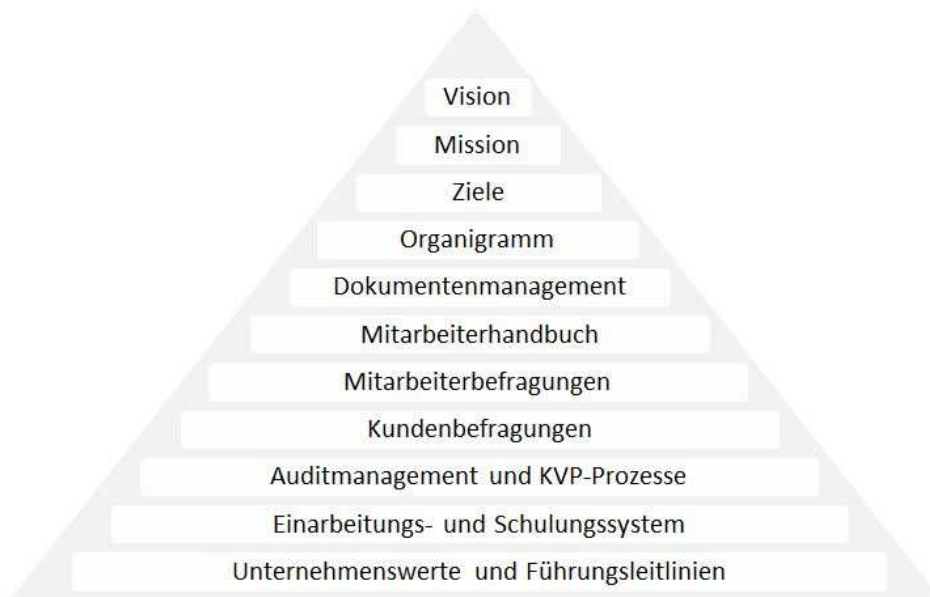 Vision
Mission
Ziele
Organigramm
Dokumentenmanagement
Mitarbeiterhandbuch
Mitarbeiterbefragungen
Kundenbefragungen
Auditmanagement und KVP-Prozesse
Einarbeitungs- und Schulungssystem
Unternehmenswerte und Führungsleitlinien